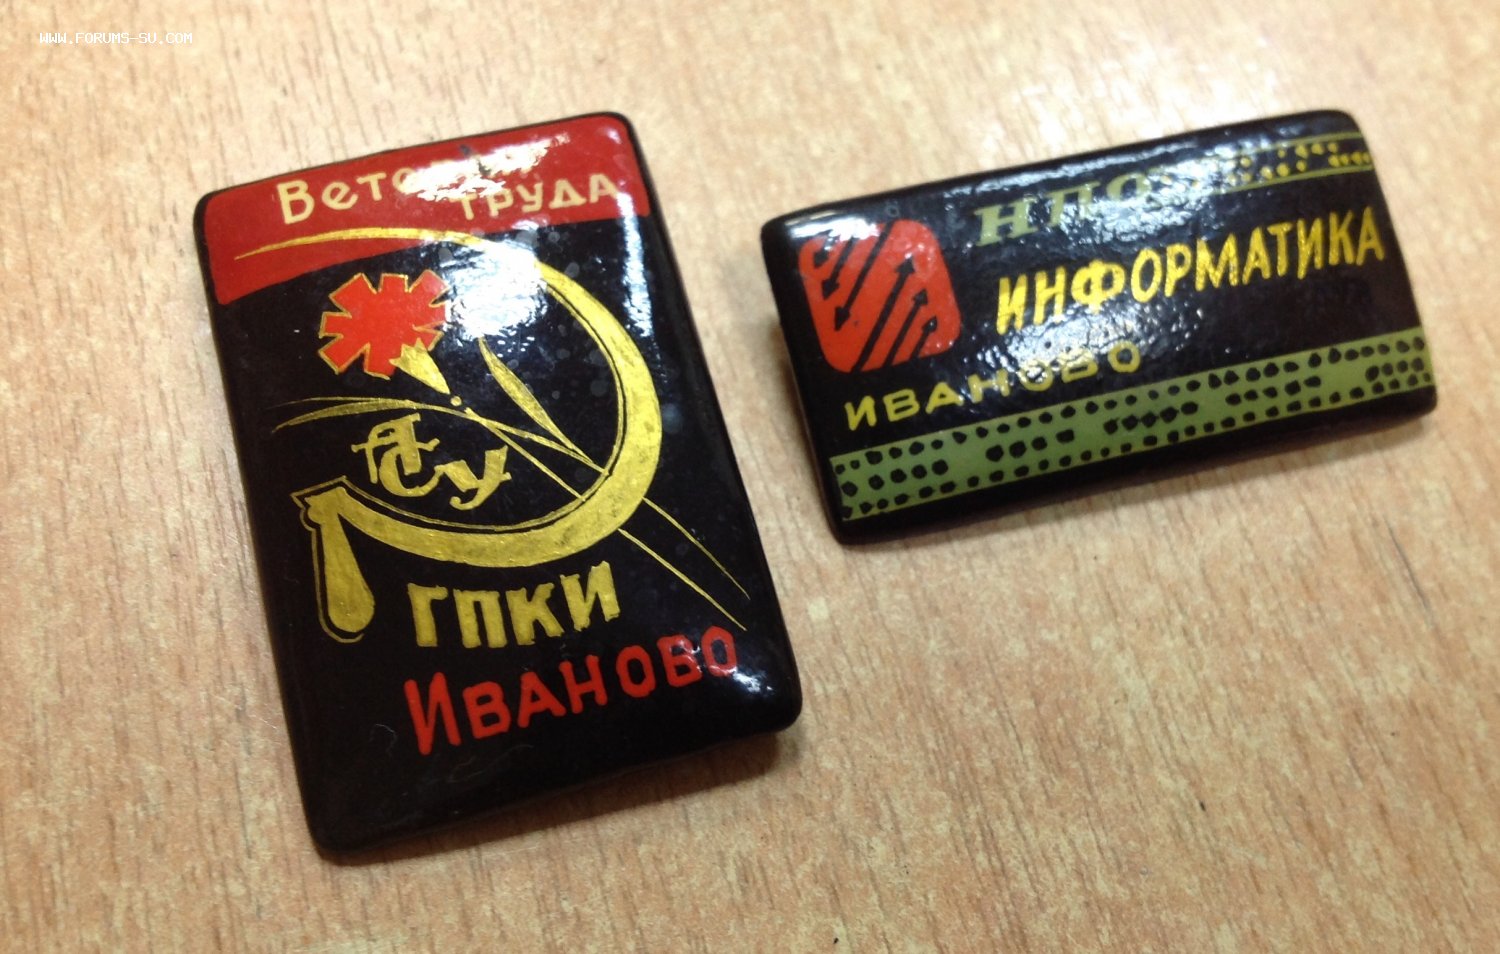 WWW.FORUMS-SU.COM
ТРУДА
АСУ
ГПКИ
ИВАНОВО
ИНФОРМАТИКА
ИВАНОВО